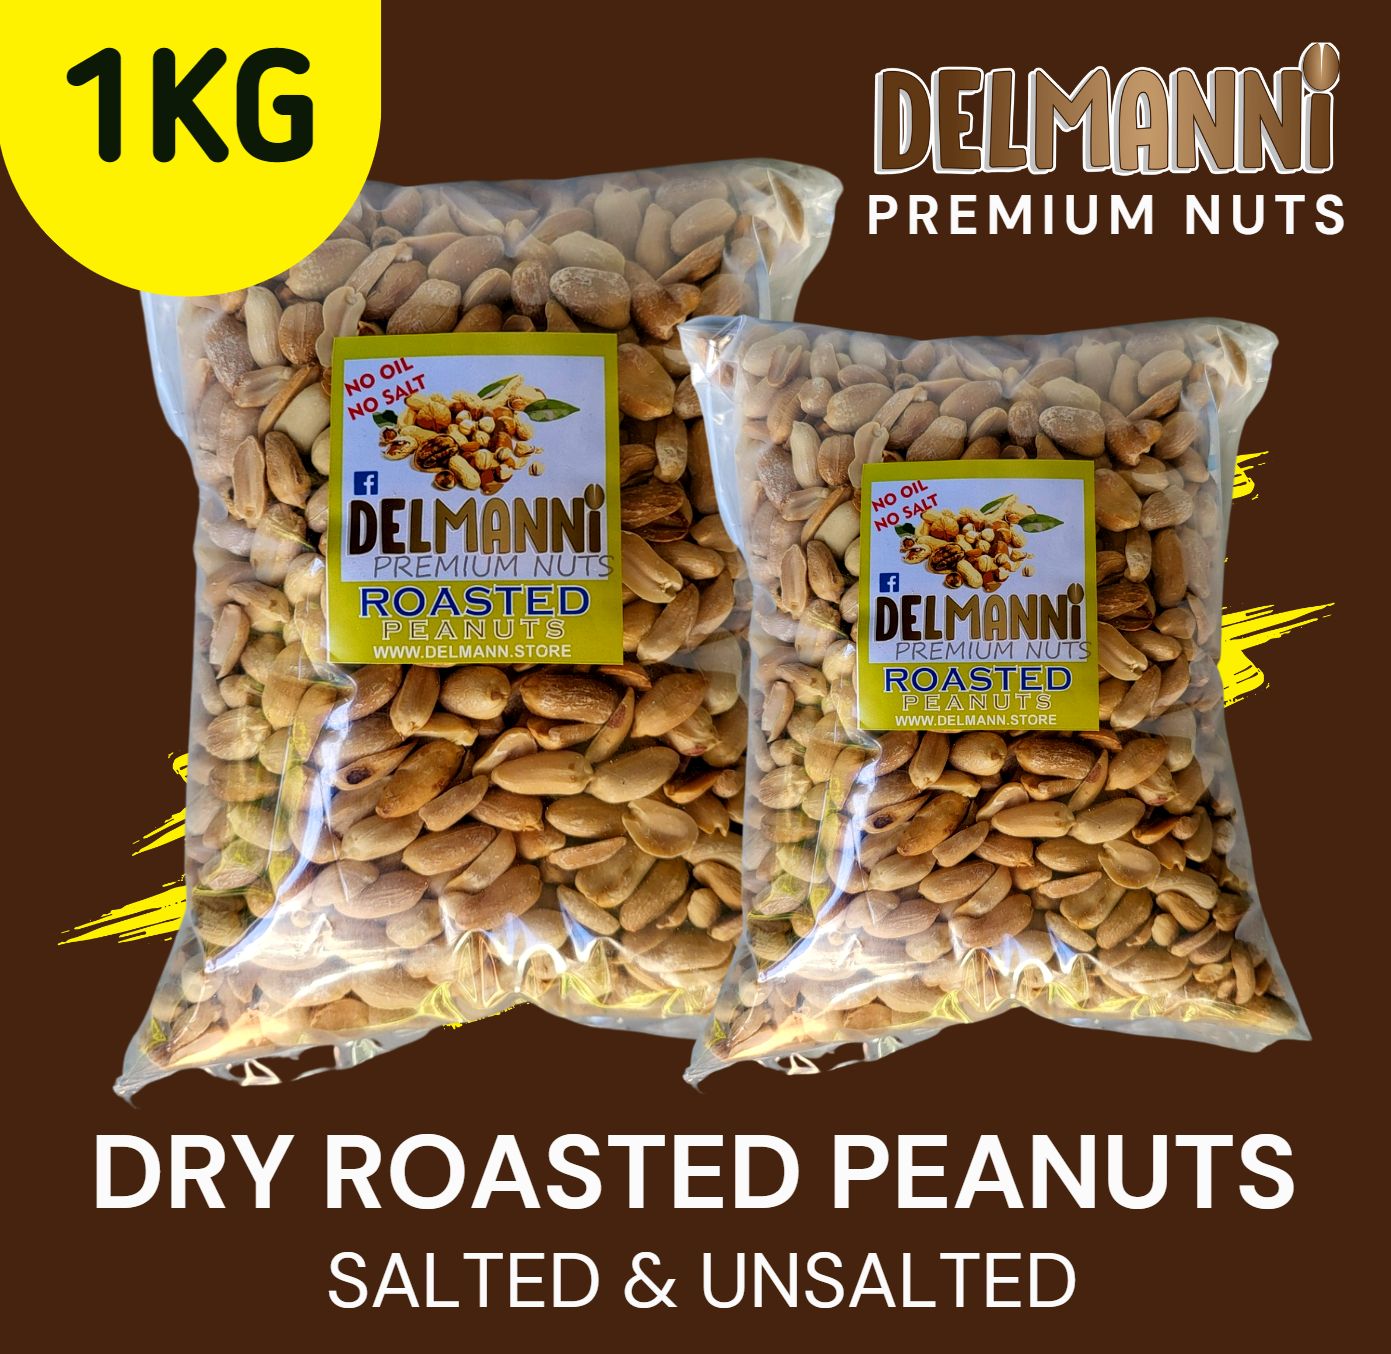 1KG
DELMANNi
PREMIUM NUTS
NO OIL
NO SALT
DELMANNi
PREMIUM NUTS
ROASTED
PEANUTS
WWW.DELMANN.STORE
NO OIL
NO SALT
DELMANNi
PREMIUM NUTS
ROASTED
PEANUTS
WWW.DELMANN.STORE
DRY ROASTED PEANUTS
SALTED & UNSALTED